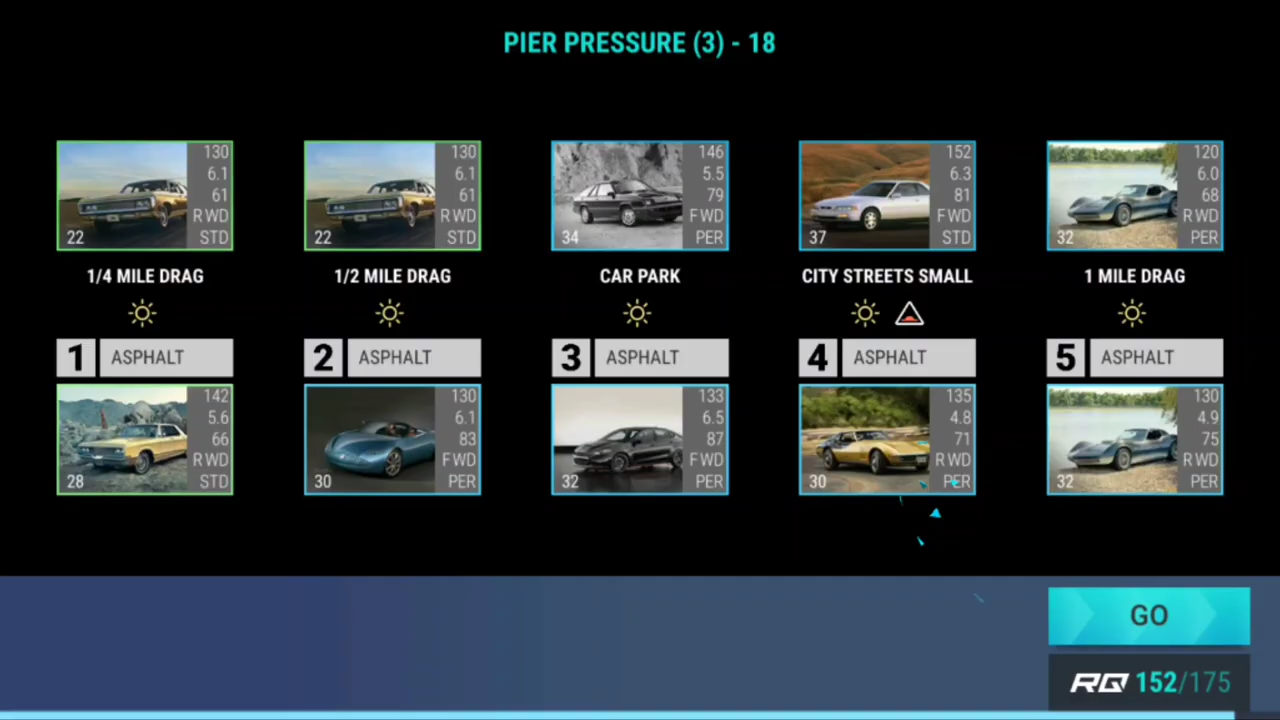 PIER PRESSURE (3) - 18
130
6.1
61
RWD
22 STD
130
6.1
61
RWD
22 STD
146
5.5
79
FWD
34 PER
152
6.3
81
FWD
37 STD
120
6.0
68
RWD
32 PER
1/4 MILE DRAG
1/2 MILE DRAG
CAR PARK
CITY STREETS SMALL
1 MILE DRAG
1 ASPHALT
2 ASPHALT
3 ASPHALT
4 ASPHALT
5 ASPHALT
142
5.6
66
RWD
28 STD
130
6.1
83
FWD
30 PER
133
6.5
87
FWD
32 PER
135
4.8
71
RWD
30 PER
130
4.9
75
RWD
32 PER
GO
RQ 152/175